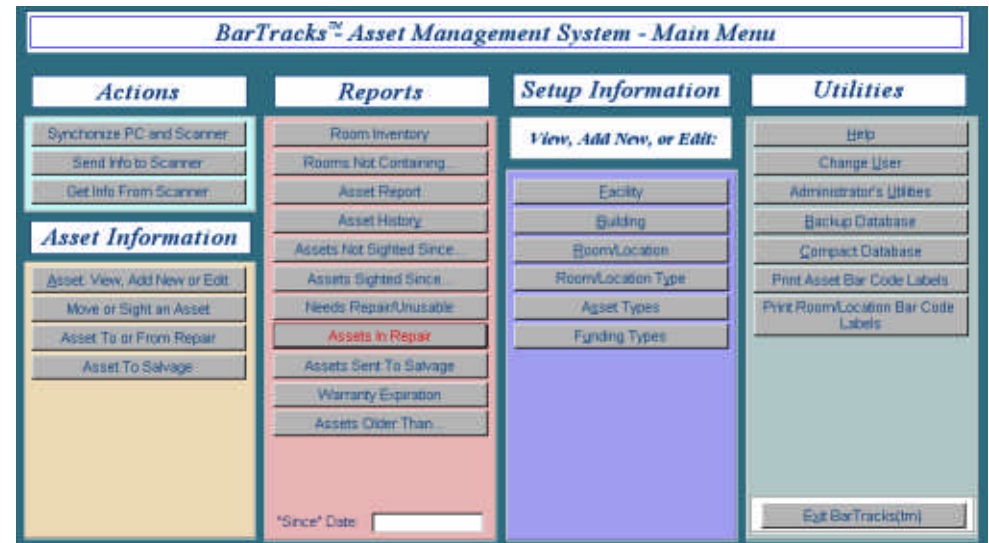 BarTracks™ Asset Management System - Main Menu
Actions
Synchonize PC and Scanner
Send Info to Scanner
Get Info From Scanner
Asset Information
Asset: View, Add New or Edit
Move or Sight an Asset
Asset To or From Repair
Asset To Salvage
Reports
Room Inventory
Rooms Not Containing...
Asset Report
Asset History
Assets Not Sighted Since...
Assets Sighted Since...
Needs Repair/Unusable
Assets In Repair
Assets Sent To Salvage
Warranty Expiration
Assets Older Than...
"Since" Date:
Setup Information
View, Add New, or Edit:
Facility
Building
Room/Location
Room/Location Type
Asset Types
Funding Types
Utilities
Help
Change User
Administrator's Utilities
Backup Database
Compact Database
Print Asset Bar Code Labels
Print Room/Location Bar Code
Labels
Exit BarTracks(tm)